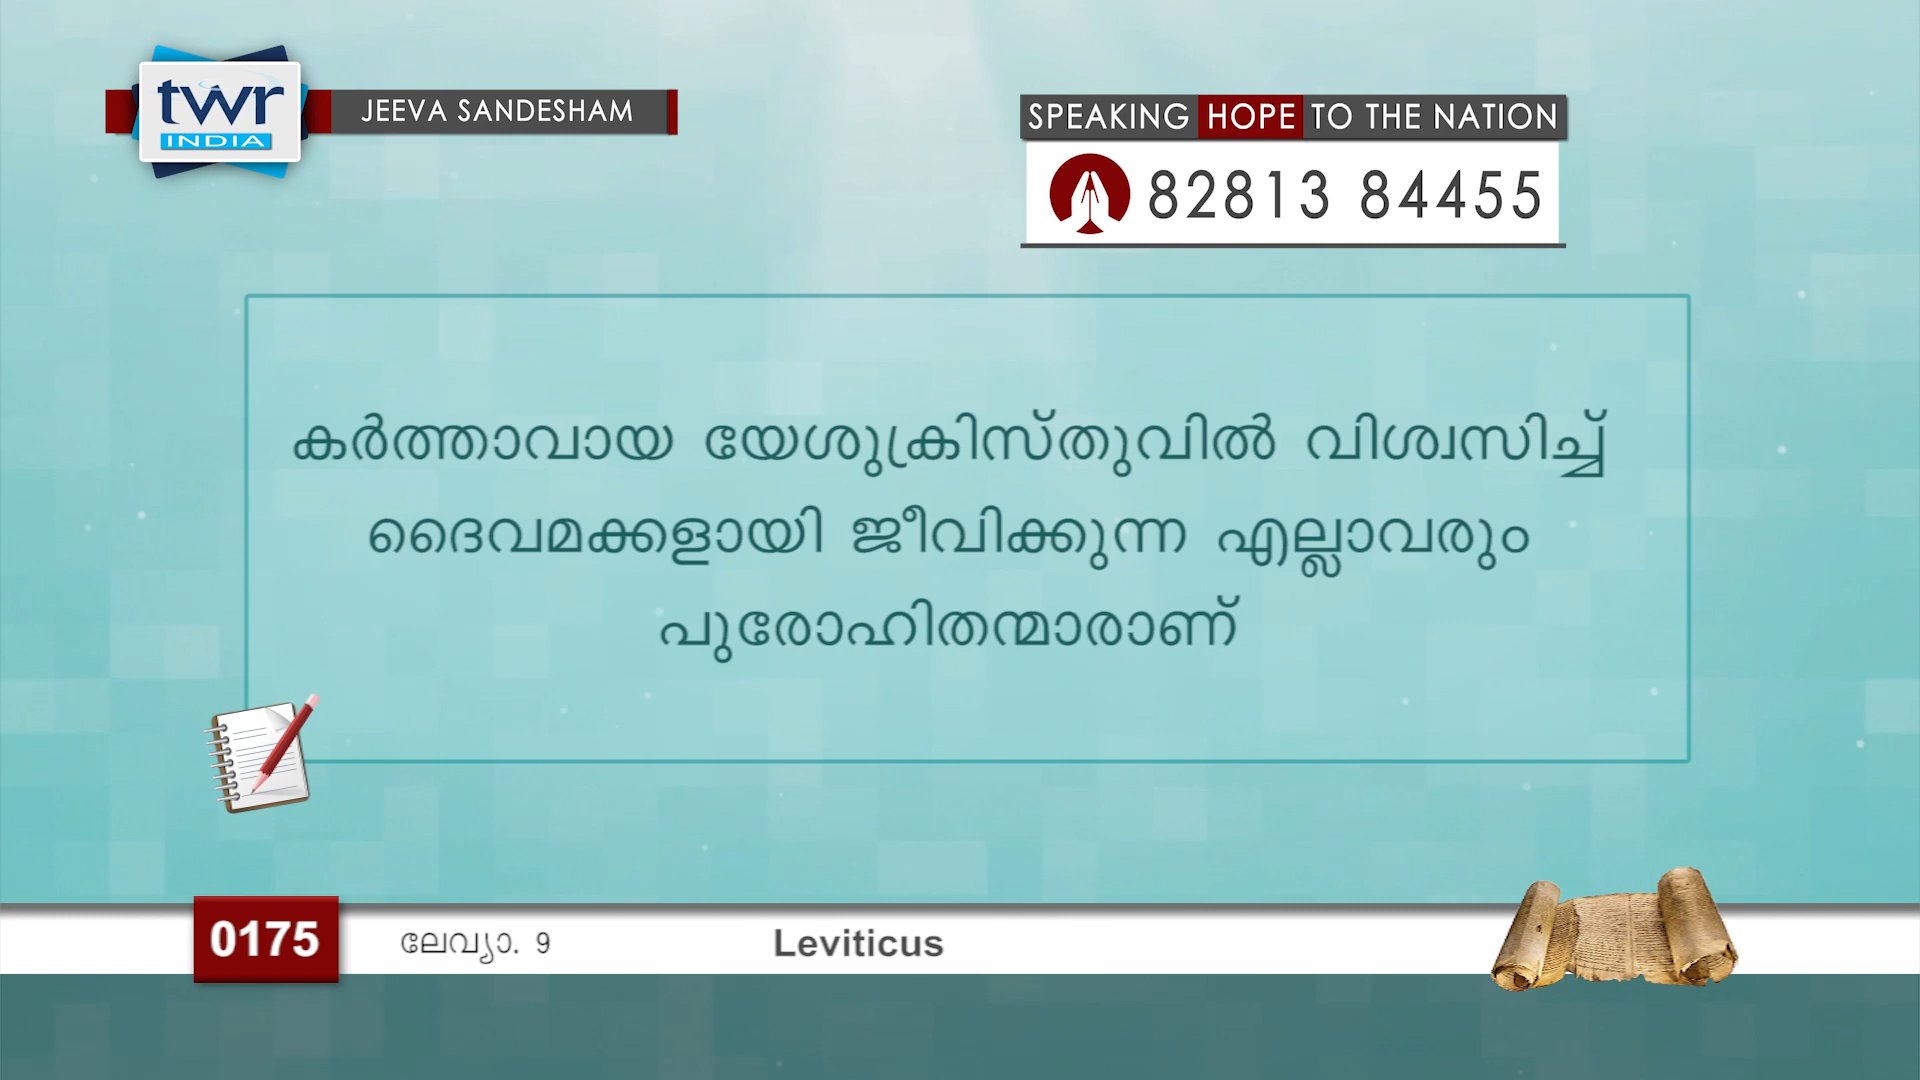 twr
INDIA
JEEVA SANDESHAM
SPEAKING HOPE TO THE NATION
82813 84455
കർത്താവായ യേശുക്രിസ്തുവിൽ വിശ്വസിച്ച്
ദൈവമക്കളായി ജീവിക്കുന്ന എല്ലാവരും
പുരോഹിതന്മാരാണ്
0175 ലേവ്യാ. 9 Leviticus